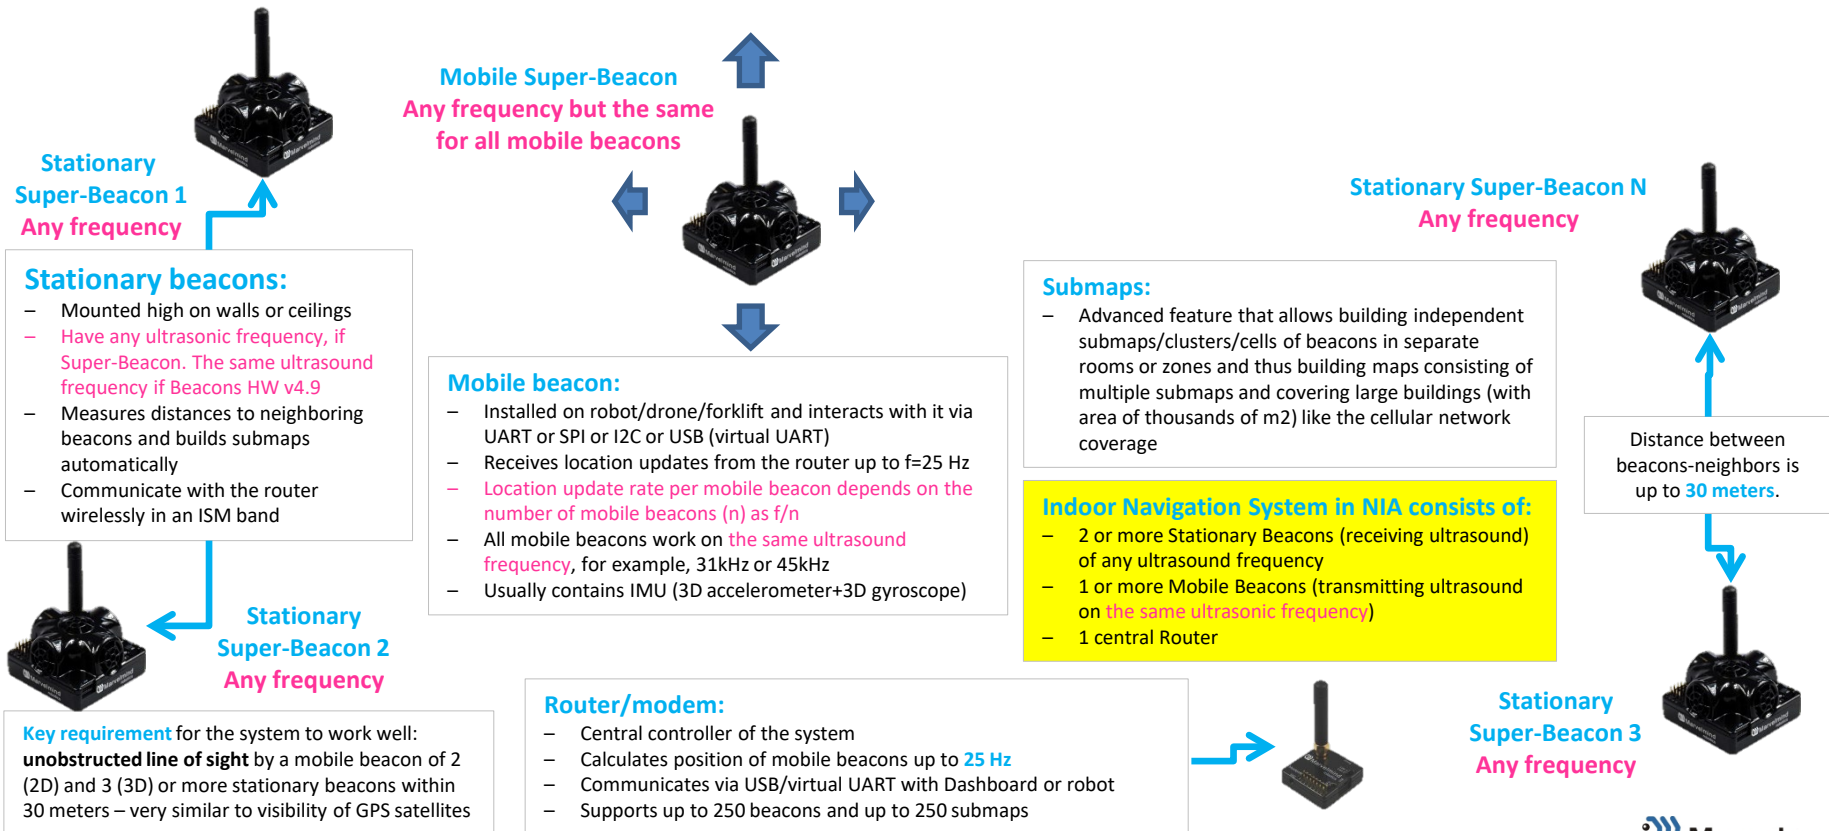 Mobile Super-Beacon
Any frequency but the same
for all mobile beacons
Stationary
Super-Beacon 1
Any frequency
Stationary Super-Beacon N
Any frequency
Stationary beacons:
– Mounted high on walls or ceilings
– Have any ultrasonic frequency, if
Super-Beacon. The same ultrasound
frequency if Beacons HW v4.9
– Measures distances to neighboring
beacons and builds submaps
automatically
– Communicate with the router
wirelessly in an ISM band
Mobile beacon:
– Installed on robot/drone/forklift and interacts with it via
UART or SPI or I2C or USB (virtual UART)
– Receives location updates from the router up to f=25 Hz
– Location update rate per mobile beacon depends on the
number of mobile beacons (n) as f/n
– All mobile beacons work on the same ultrasound
frequency, for example, 31kHz or 45kHz
– Usually contains IMU (3D accelerometer+3D gyroscope)
Submaps:
– Advanced feature that allows building independent
submaps/clusters/cells of beacons in separate
rooms or zones and thus building maps consisting of
multiple submaps and covering large buildings (with
area of thousands of m2) like the cellular network
coverage
Distance between
beacons-neighbors is
up to 30 meters.
Indoor Navigation System in NIA consists of:
– 2 or more Stationary Beacons (receiving ultrasound)
of any ultrasound frequency
– 1 or more Mobile Beacons (transmitting ultrasound
on the same ultrasonic frequency)
– 1 central Router
Stationary
Super-Beacon 2
Any frequency
Key requirement for the system to work well:
unobstructed line of sight by a mobile beacon of 2
(2D) and 3 (3D) or more stationary beacons within
30 meters – very similar to visibility of GPS satellites
Router/modem:
– Central controller of the system
– Calculates position of mobile beacons up to 25 Hz
– Communicates via USB/virtual UART with Dashboard or robot
– Supports up to 250 beacons and up to 250 submaps
Stationary
Super-Beacon 3
Any frequency
Marvelmind
Marvelmind
Marvelmind
Marvelmind